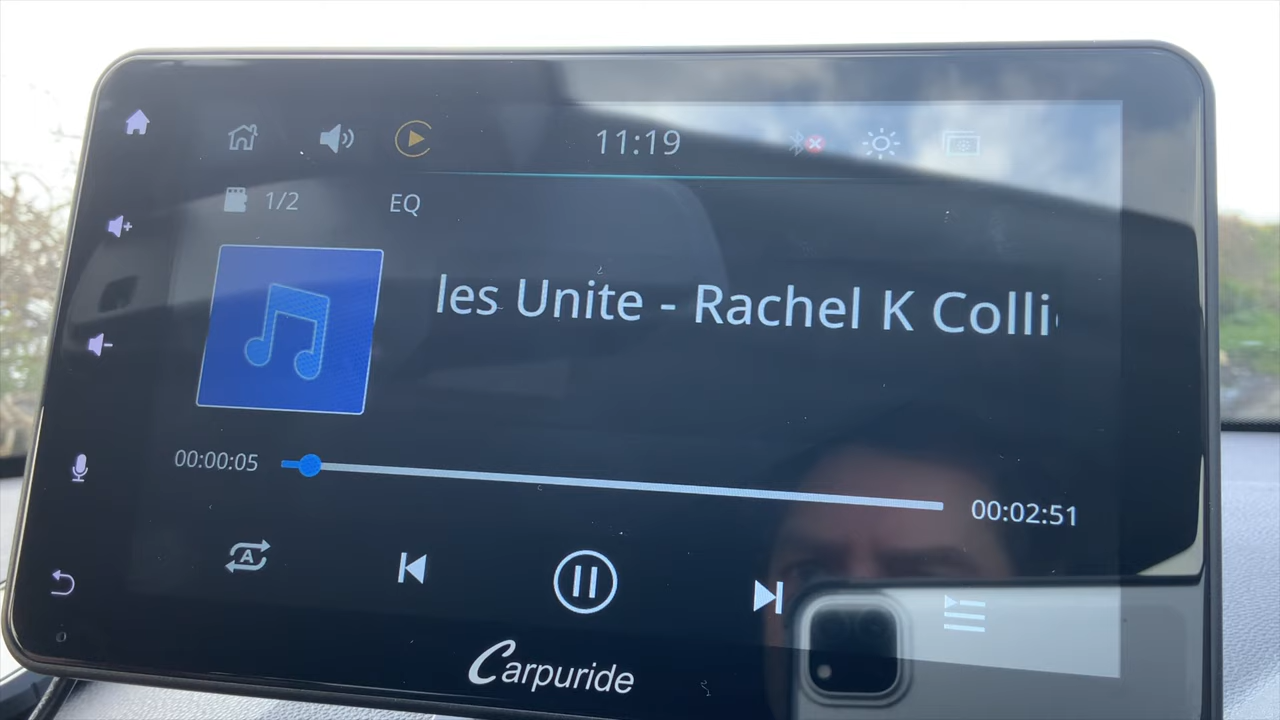 11:19
1/2 EQ
les Unite - Rachel K Colli
00:00:05
00:02:51
A
Carpuride